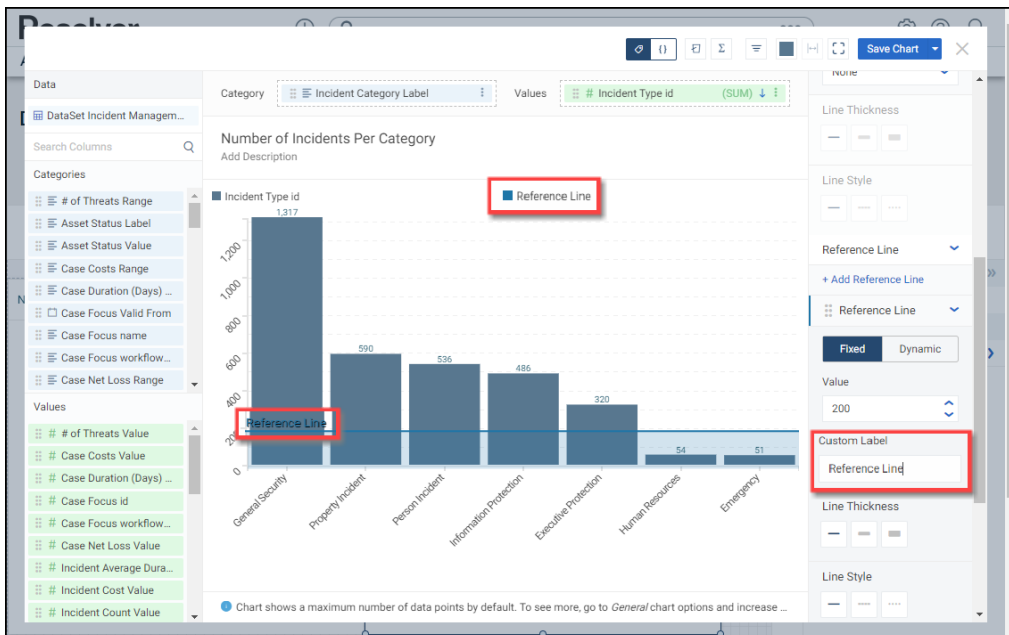 Resolver
{} Σ Save Chart
Data
DataSet Incident Managem...
Search Columns
Categories
# of Threats Range
Asset Status Label
Asset Status Value
Case Costs Range
Case Duration (Days) ...
Case Focus Valid From
Case Focus name
Case Focus workflow...
Case Net Loss Range
Values
# # of Threats Value
# Case Costs Value
# Case Duration (Days) ...
# Case Focus id
# Case Focus workflow...
# Case Net Loss Value
# Incident Average Dura...
# Incident Cost Value
# Incident Count Value
Category Incident Category Label Values # Incident Type id (SUM)
Number of Incidents Per Category
Add Description
Incident Type id Reference Line
1,317
1,200
1,000
800
590
600
536
486
400
320
Reference Line
200
54 51
0
General Security Property Incident Person Incident Information Protection Executive Protection Human Resources Emergency
Chart shows a maximum number of data points by default. To see more, go to General chart options and increase ...
None
Line Thickness
Line Style
Reference Line
+ Add Reference Line
Reference Line
Fixed Dynamic
Value
200
Custom Label
Reference Line
Line Thickness
Line Style